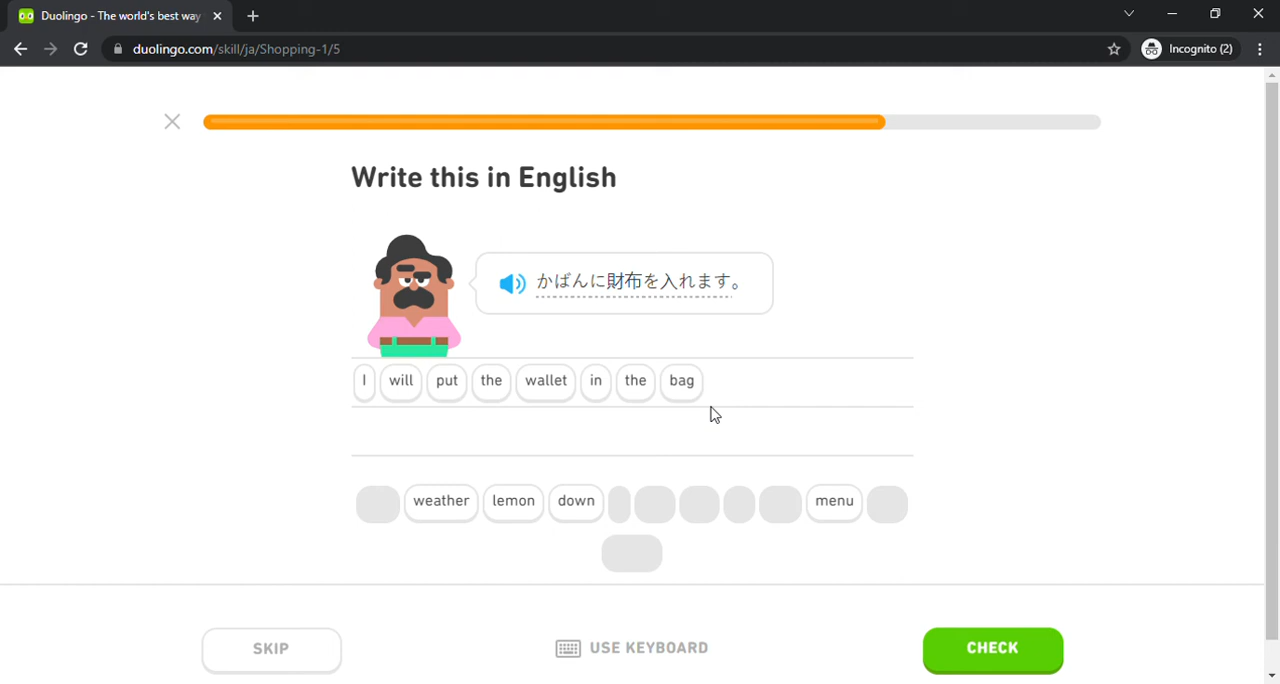 Duolingo - The world's best way
duolingo.com/skill/ja/Shopping-1/5
Incognito (2)
Write this in English
かばんに財布を入れます。
I will put the wallet in the bag
weather lemon down menu
SKIP
USE KEYBOARD
CHECK